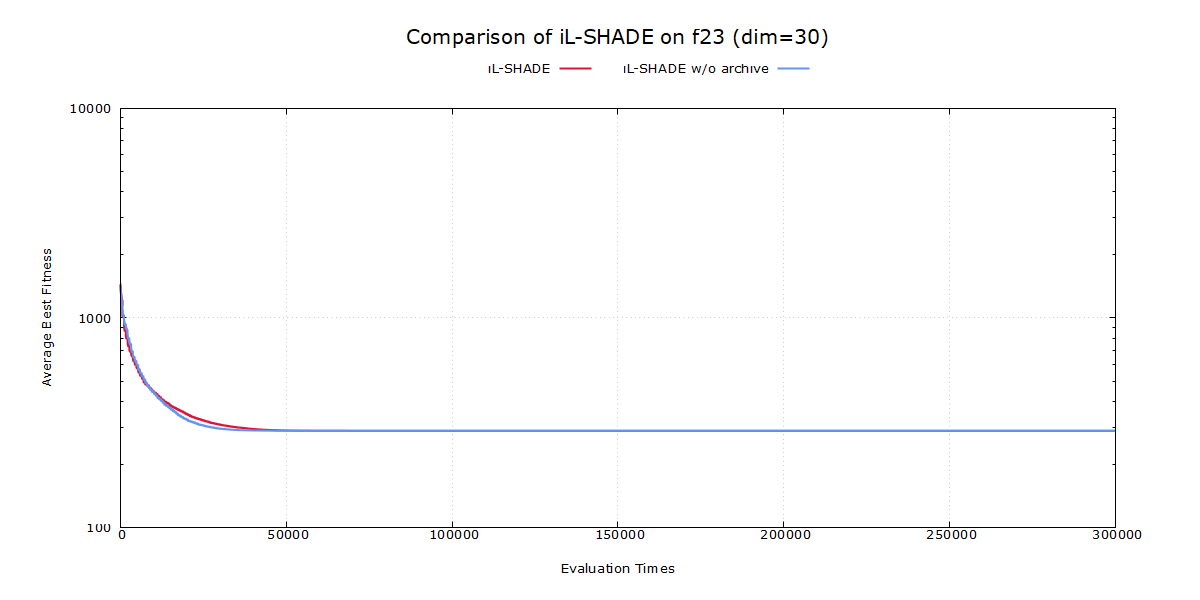 Comparison of iL-SHADE on f23 (dim=30)
iL-SHADE
iL-SHADE w/o archive
10000
1000
100
Average Best Fitness
0
50000
100000
150000
200000
250000
300000
Evaluation Times